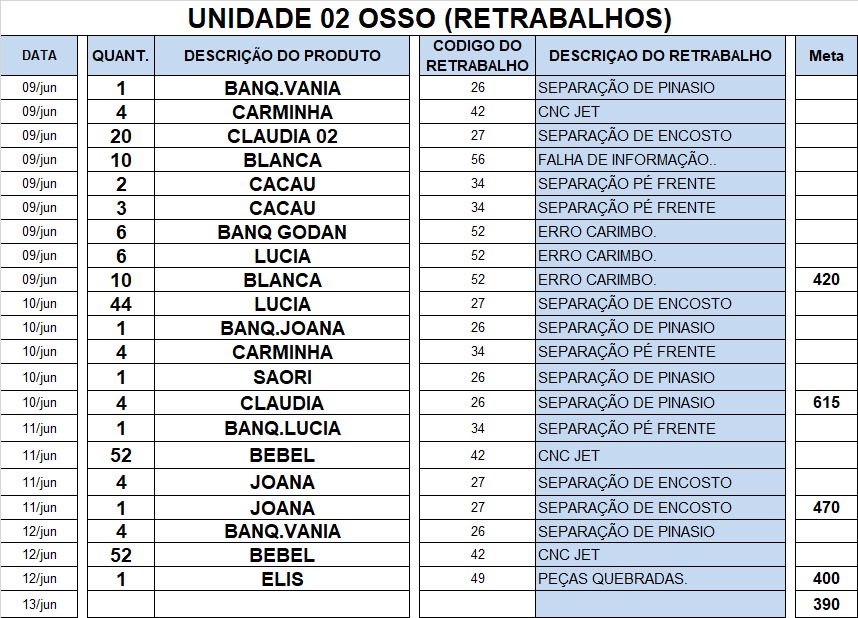 UNIDADE 02 OSSO (RETRABALHOS)
DATA QUANT. DESCRIÇÃO DO PRODUTO CODIGO DO RETRABALHO DESCRIÇAO DO RETRABALHO Meta
09/jun 1 BANQ.VANIA 26 SEPARAÇÃO DE PINASIO
09/jun 4 CARMINHA 42 CNC JET
09/jun 20 CLAUDIA 02 27 SEPARAÇÃO DE ENCOSTO
09/jun 10 BLANCA 56 FALHA DE INFORMAÇÃO..
09/jun 2 CACAU 34 SEPARAÇÃO PÉ FRENTE
09/jun 3 CACAU 34 SEPARAÇÃO PÉ FRENTE
09/jun 6 BANQ GODAN 52 ERRO CARIMBO.
09/jun 6 LUCIA 52 ERRO CARIMBO.
09/jun 10 BLANCA 52 ERRO CARIMBO. 420
10/jun 44 LUCIA 27 SEPARAÇÃO DE ENCOSTO
10/jun 1 BANQ.JOANA 26 SEPARAÇÃO DE PINASIO
10/jun 4 CARMINHA 34 SEPARAÇÃO PÉ FRENTE
10/jun 1 SAORI 26 SEPARAÇÃO DE PINASIO
10/jun 4 CLAUDIA 26 SEPARAÇÃO DE PINASIO 615
11/jun 1 BANQ.LUCIA 34 SEPARAÇÃO PÉ FRENTE
11/jun 52 BEBEL 42 CNC JET
11/jun 4 JOANA 27 SEPARAÇÃO DE ENCOSTO
11/jun 1 JOANA 27 SEPARAÇÃO DE ENCOSTO 470
12/jun 4 BANQ.VANIA 26 SEPARAÇÃO DE PINASIO
12/jun 52 BEBEL 42 CNC JET
12/jun 1 ELIS 49 PEÇAS QUEBRADAS. 400
13/jun 390